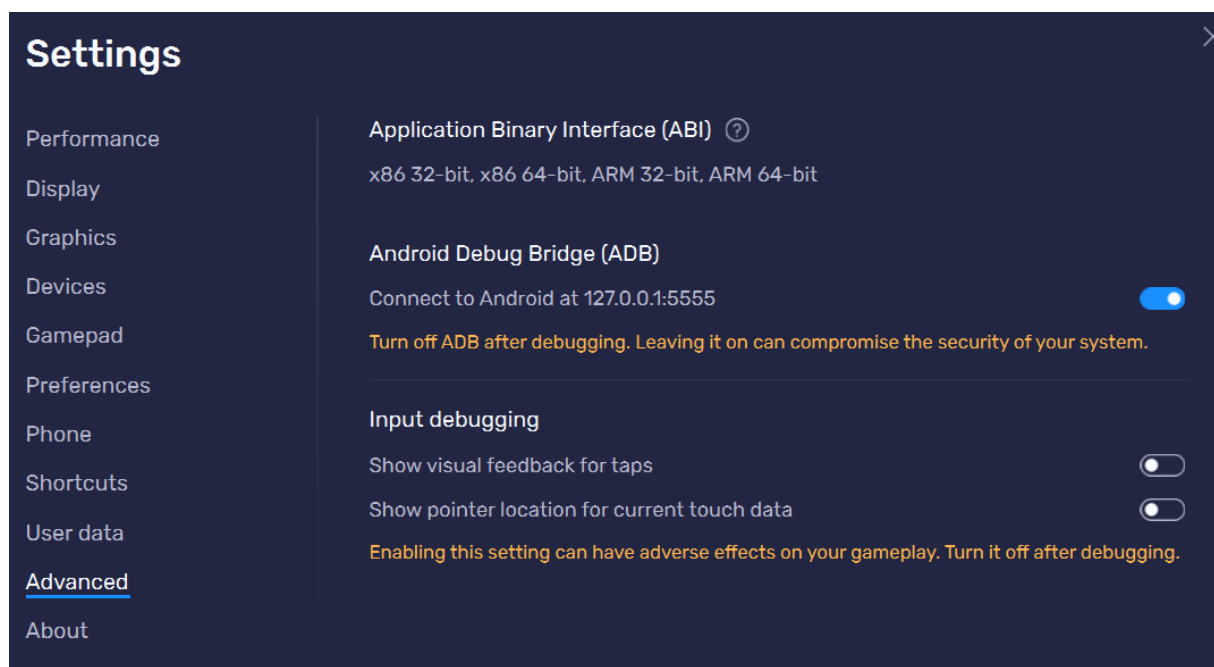 Settings
Performance
Display
Graphics
Devices
Gamepad
Preferences
Phone
Shortcuts
User data
Advanced
About
Application Binary Interface (ABI) ?
x86 32-bit, x86 64-bit, ARM 32-bit, ARM 64-bit
Android Debug Bridge (ADB)
Connect to Android at 127.0.0.1:5555
Turn off ADB after debugging. Leaving it on can compromise the security of your system.
Input debugging
Show visual feedback for taps
Show pointer location for current touch data
Enabling this setting can have adverse effects on your gameplay. Turn it off after debugging.